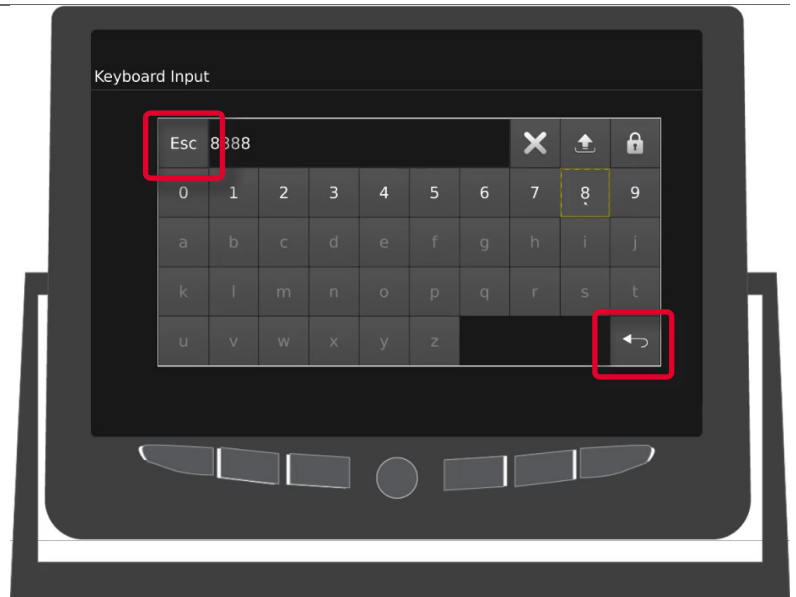 Keyboard Input
Esc 8888
0 1 2 3 4 5 6 7 8 9
a b c d e f g h i j
k l m n o p q r s t
u v w x y z